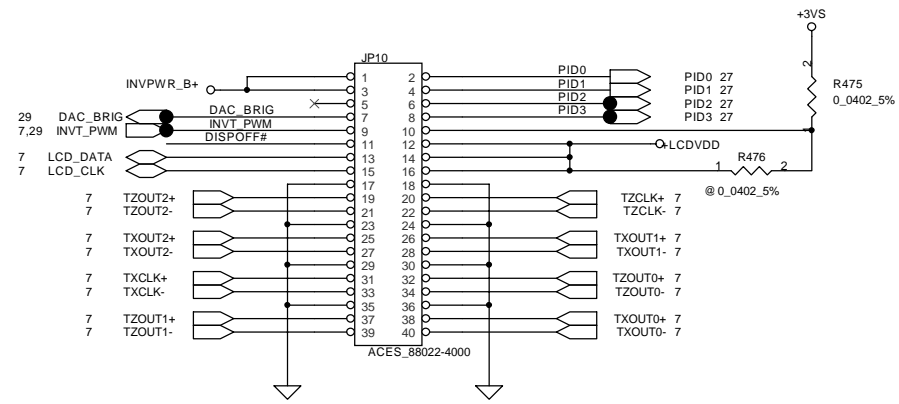 +3VS
JP10
INVPWR_B+
1 2 PID0 PID0 27
3 4 PID1 PID1 27
5 6 PID2 PID2 27
29 DAC_BRIG DAC_BRIG 7 8 PID3 PID3 27
7,29 INVT_PWM INVT_PWM 9 10
DISPOFF# 11 12 +LCDVDD
7 LCD_DATA 13 14
7 LCD_CLK 15 16
2 R475
0_0402_5%
1
1 R476 2
@ 0_0402_5%
17 18
7 TZOUT2+ 19 20 TZCLK+ 7
7 TZOUT2- 21 22 TZCLK- 7
23 24
7 TXOUT2+ 25 26 TXOUT1+ 7
7 TXOUT2- 27 28 TXOUT1- 7
29 30
7 TXCLK+ 31 32 TZOUT0+ 7
7 TXCLK- 33 34 TZOUT0- 7
35 36
7 TZOUT1+ 37 38 TXOUT0+ 7
7 TZOUT1- 39 40 TXOUT0- 7
ACES_88022-4000